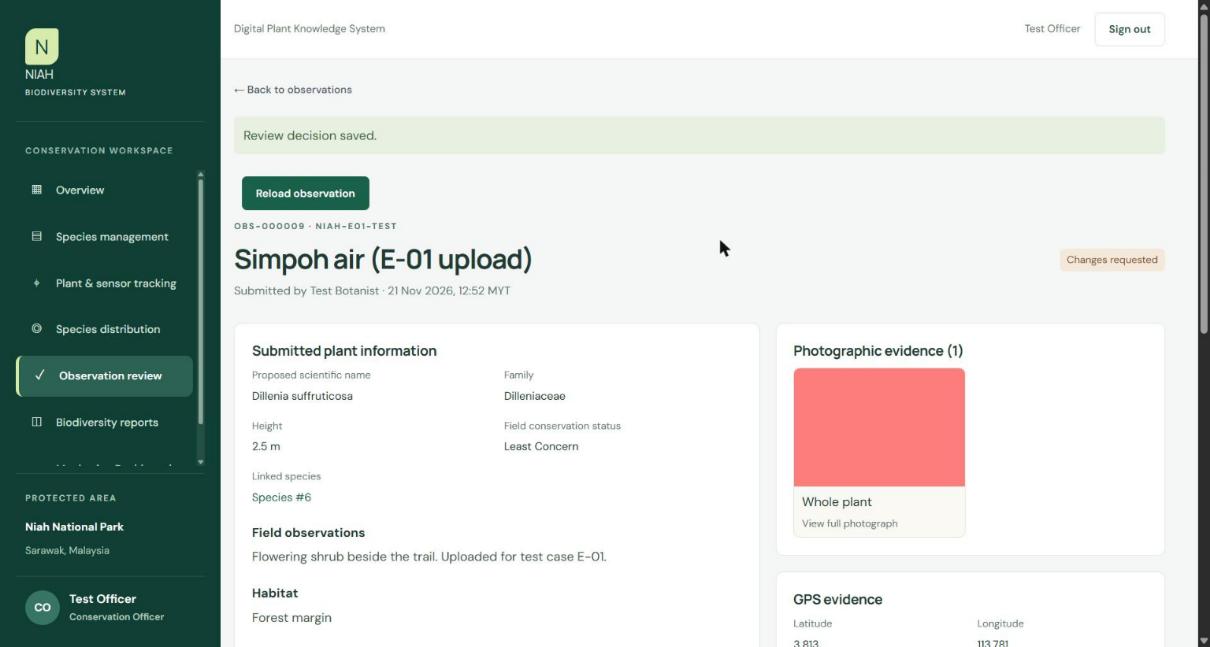 N
NIAH
BIODIVERSITY SYSTEM
CONSERVATION WORKSPACE
Overview
Species management
Plant & sensor tracking
Species distribution
Observation review
Biodiversity reports
PROTECTED AREA
Niah National Park
Sarawak, Malaysia
CO
Test Officer
Conservation Officer
Digital Plant Knowledge System
Test Officer
Sign out
← Back to observations
Review decision saved.
Reload observation
OBS-000009 · NIAH-E01-TEST
Simpoh air (E-01 upload)
Changes requested
Submitted by Test Botanist · 21 Nov 2026, 12:52 MYT
Submitted plant information
Proposed scientific name
Family
Dillenia suffruticosa
Dilleniaceae
Height
Field conservation status
2.5 m
Least Concern
Linked species
Species #6
Field observations
Flowering shrub beside the trail. Uploaded for test case E-01.
Habitat
Forest margin
Photographic evidence (1)
Whole plant
View full photograph
GPS evidence
Latitude
Longitude
3.813
113.781